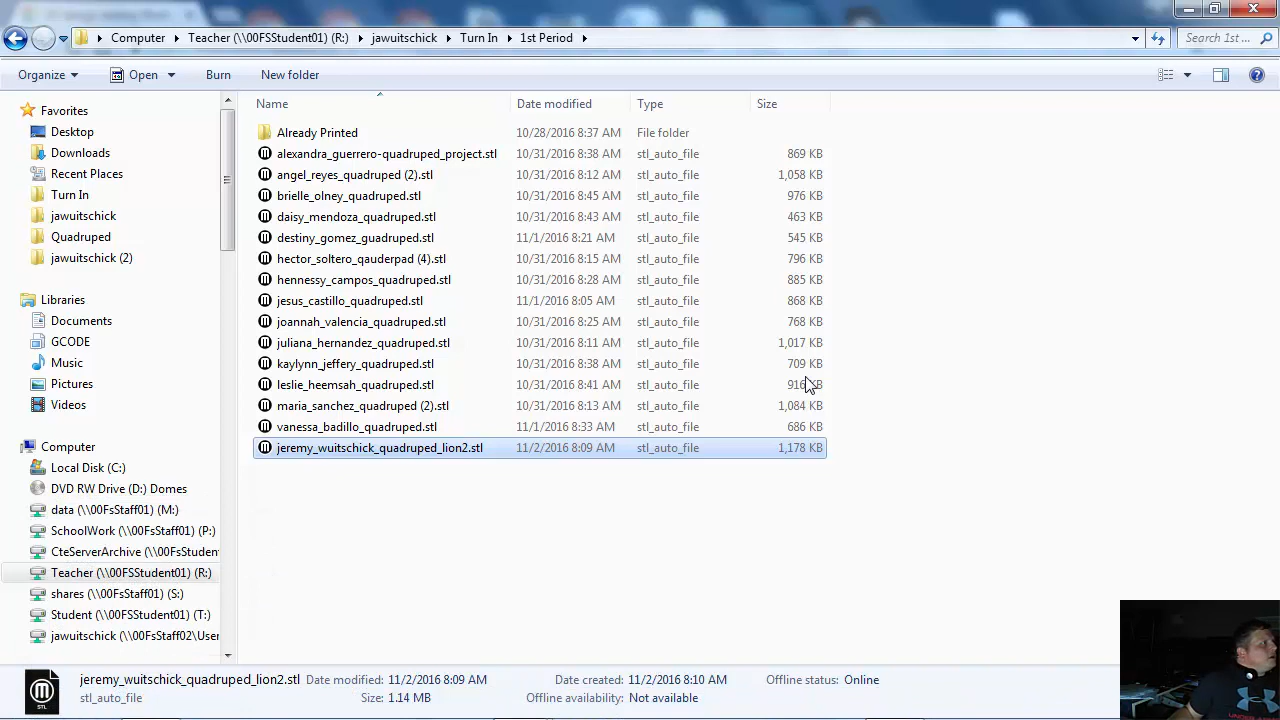 Computer Teacher (\\00FSStudent01) (R:) jawuitschick Turn In 1st Period Search 1st ...
Organize Open Burn New folder
Favorites
Desktop
Downloads
Recent Places
Turn In
jawuitschick
Quadruped
jawuitschick (2)
Libraries
Documents
GCODE
Music
Pictures
Videos
Computer
Local Disk (C:)
DVD RW Drive (D:) Domes
data (\\00FsStaff01) (M:)
SchoolWork (\\00FsStaff01) (P:)
CteServerArchive (\\00FsStudent
Teacher (\\00FSStudent01) (R:)
shares (\\00FsStaff01) (S:)
Student (\\00FSStudent01) (T:)
jawuitschick (\\00FsStaff02\User
Name Date modified Type Size
Already Printed 10/28/2016 8:37 AM File folder
alexandra_guerrero-quadruped_project.stl 10/31/2016 8:38 AM stl_auto_file 869 KB
angel_reyes_quadruped (2).stl 10/31/2016 8:12 AM stl_auto_file 1,058 KB
brielle_olney_quadruped.stl 10/31/2016 8:45 AM stl_auto_file 976 KB
daisy_mendoza_quadruped.stl 10/31/2016 8:43 AM stl_auto_file 463 KB
destiny_gomez_guadruped.stl 11/1/2016 8:21 AM stl_auto_file 545 KB
hector_soltero_qauderpad (4).stl 10/31/2016 8:15 AM stl_auto_file 796 KB
hennessy_campos_quadruped.stl 10/31/2016 8:28 AM stl_auto_file 885 KB
jesus_castillo_quadruped.stl 11/1/2016 8:05 AM stl_auto_file 868 KB
joannah_valencia_quadruped.stl 10/31/2016 8:25 AM stl_auto_file 768 KB
juliana_hernandez_quadruped.stl 10/31/2016 8:11 AM stl_auto_file 1,017 KB
kaylynn_jeffery_quadruped.stl 10/31/2016 8:38 AM stl_auto_file 709 KB
leslie_heemsah_quadruped.stl 10/31/2016 8:41 AM stl_auto_file 916 KB
maria_sanchez_quadruped (2).stl 10/31/2016 8:13 AM stl_auto_file 1,084 KB
vanessa_badillo_quadruped.stl 11/1/2016 8:33 AM stl_auto_file 686 KB
jeremy_wuitschick_quadruped_lion2.stl 11/2/2016 8:09 AM stl_auto_file 1,178 KB
jeremy_wuitschick_quadruped_lion2.stl Date modified: 11/2/2016 8:09 AM Date created: 11/2/2016 8:10 AM Offline status: Online
stl_auto_file Size: 1.14 MB Offline availability: Not available
STL